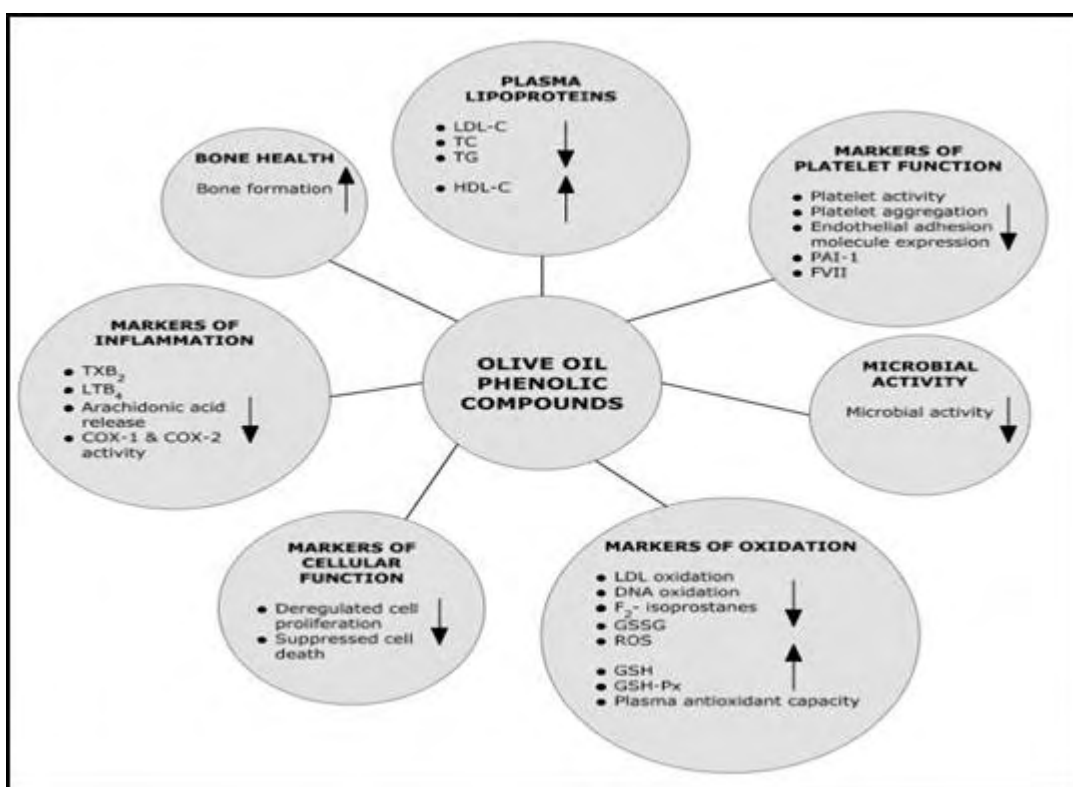 PLASMA
LIPOPROTEINS
● LDL-C
● TC
● TG
● HDL-C
BONE HEALTH
Bone formation
MARKERS OF
PLATELET FUNCTION
● Platelet activity
● Platelet aggregation
● Endothelial adhesion
molecule expression
● PAI-1
● FVII
MARKERS OF
INFLAMMATION
● TXB₂
● LTB₄
● Arachidonic acid
release
● COX-1 & COX-2
activity
OLIVE OIL
PHENOLIC
COMPOUNDS
MICROBIAL
ACTIVITY
Microbial activity
MARKERS OF
CELLULAR
FUNCTION
● Deregulated cell
proliferation
● Suppressed cell
death
MARKERS OF OXIDATION
● LDL oxidation
● DNA oxidation
● F₂- isoprostanes
● GSSG
● ROS
● GSH
● GSH-Px
● Plasma antioxidant capacity